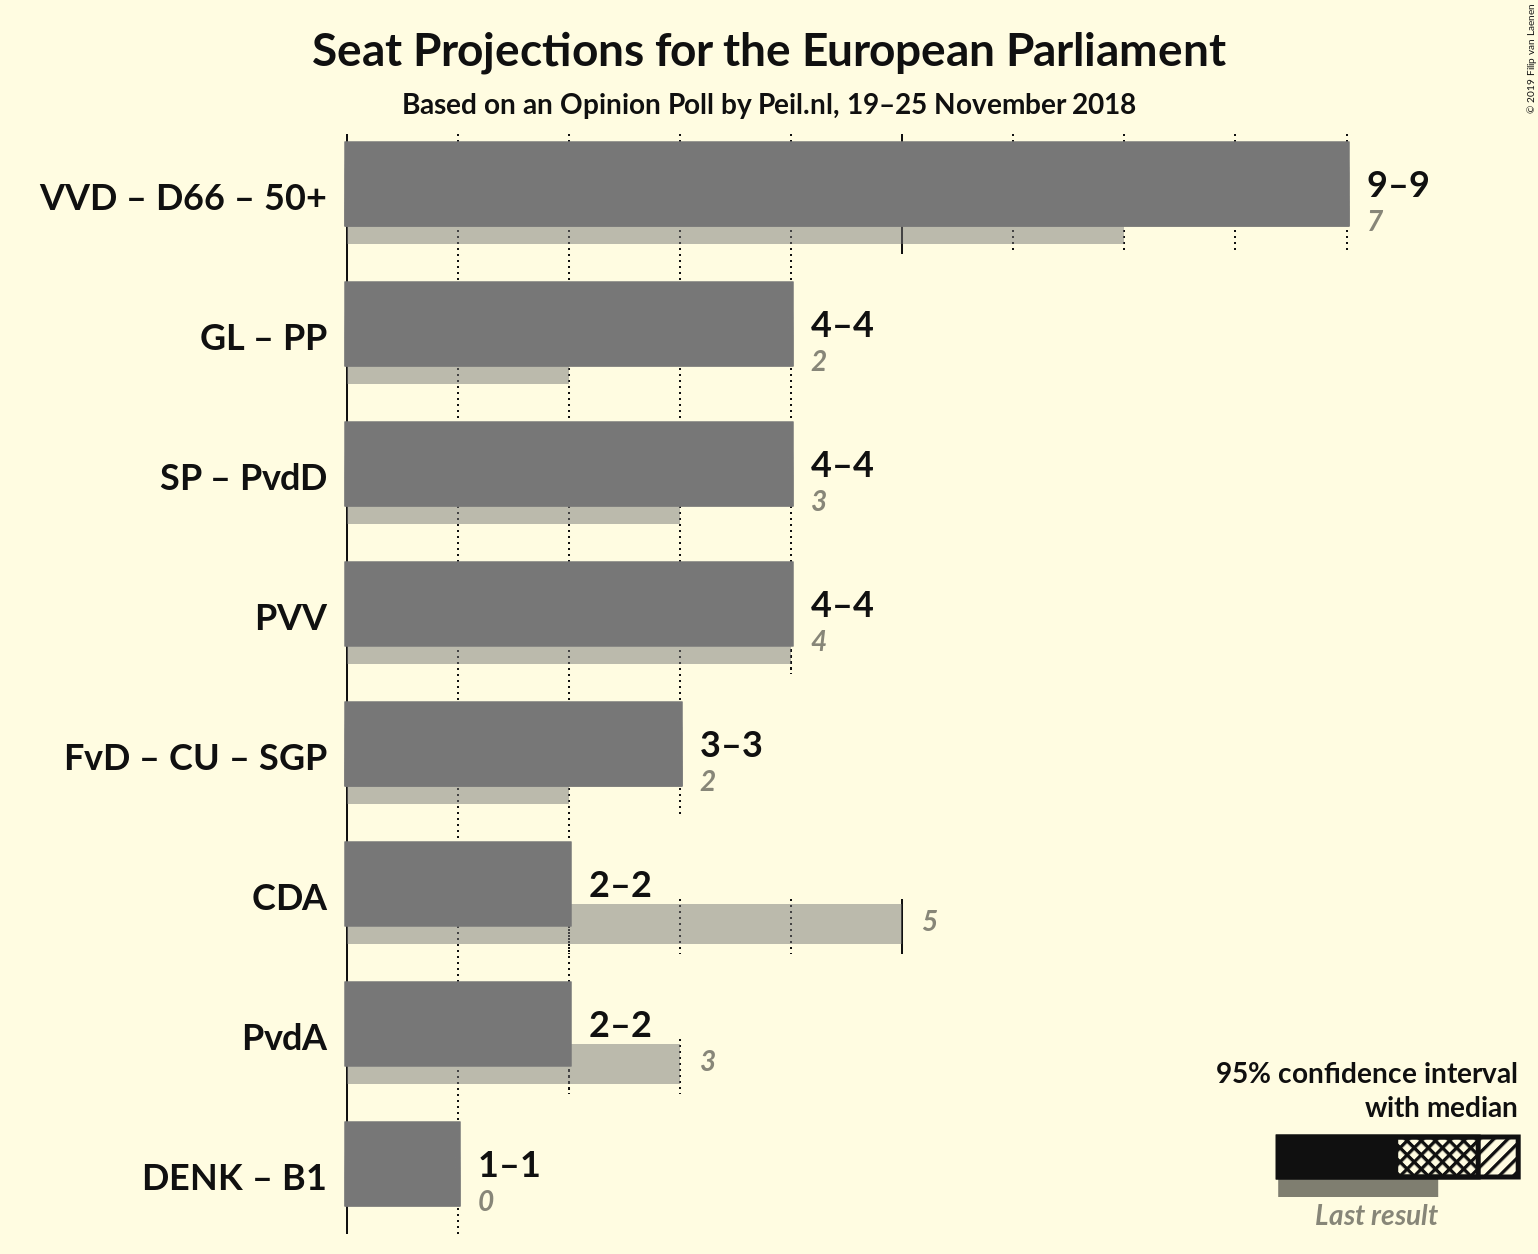 Seat Projections for the European Parliament
Based on an Opinion Poll by Peil.nl, 19–25 November 2018
© 2019 Filip van Laenen
VVD – D66 – 50+
9–9
7
GL – PP
4–4
2
SP – PvdD
4–4
3
PVV
4–4
4
FvD – CU – SGP
3–3
2
CDA
2–2
5
PvdA
2–2
3
DENK – B1
1–1
0
95% confidence interval
with median
Last result